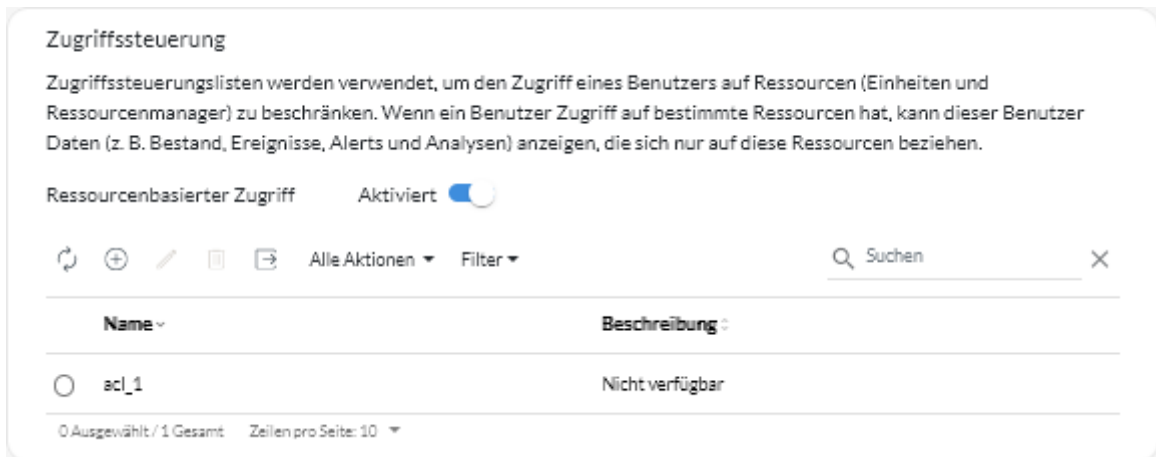 Zugriffssteuerung
Zugriffssteuerungslisten werden verwendet, um den Zugriff eines Benutzers auf Ressourcen (Einheiten und
Ressourcenmanager) zu beschränken. Wenn ein Benutzer Zugriff auf bestimmte Ressourcen hat, kann dieser Benutzer
Daten (z. B. Bestand, Ereignisse, Alerts und Analysen) anzeigen, die sich nur auf diese Ressourcen beziehen.
Ressourcenbasierter Zugriff Aktiviert
Alle Aktionen Filter Suchen
Name Beschreibung
acl_1 Nicht verfügbar
0 Ausgewählt / 1 Gesamt Zeilen pro Seite: 10